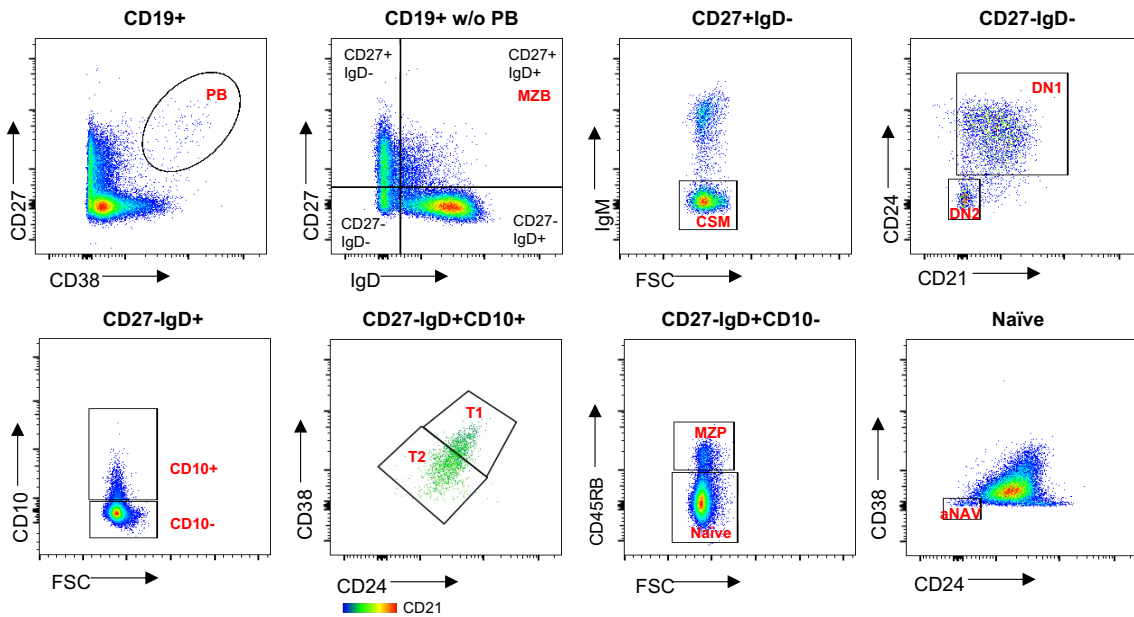 CD19+
CD27
CD38
PB
CD19+ w/o PB
CD27+
IgD-
CD27+
IgD+
MZB
CD27-
IgD-
CD27-
IgD+
CD27
IgD
CD27+IgD-
CSM
IgM
FSC
CD27-IgD-
DN1
DN2
CD24
CD21
CD27-IgD+
CD10+
CD10-
CD10
FSC
CD27-IgD+CD10+
T1
T2
CD38
CD24
CD21
CD27-IgD+CD10-
MZP
Naïve
CD45RB
FSC
Naïve
aNAV
CD38
CD24